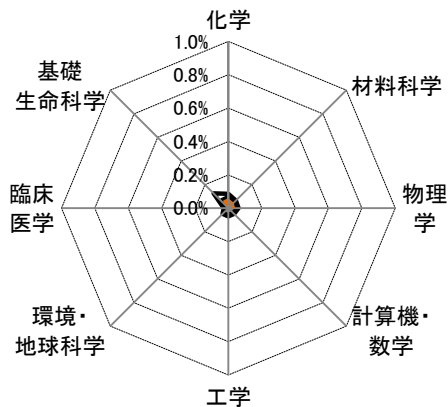 化学
1.0%
0.8%
0.6%
0.4%
0.2%
0.0%
材料科学
物理
学
計算機・
数学
工学
環境・
地球科学
臨床
医学
基礎
生命科学